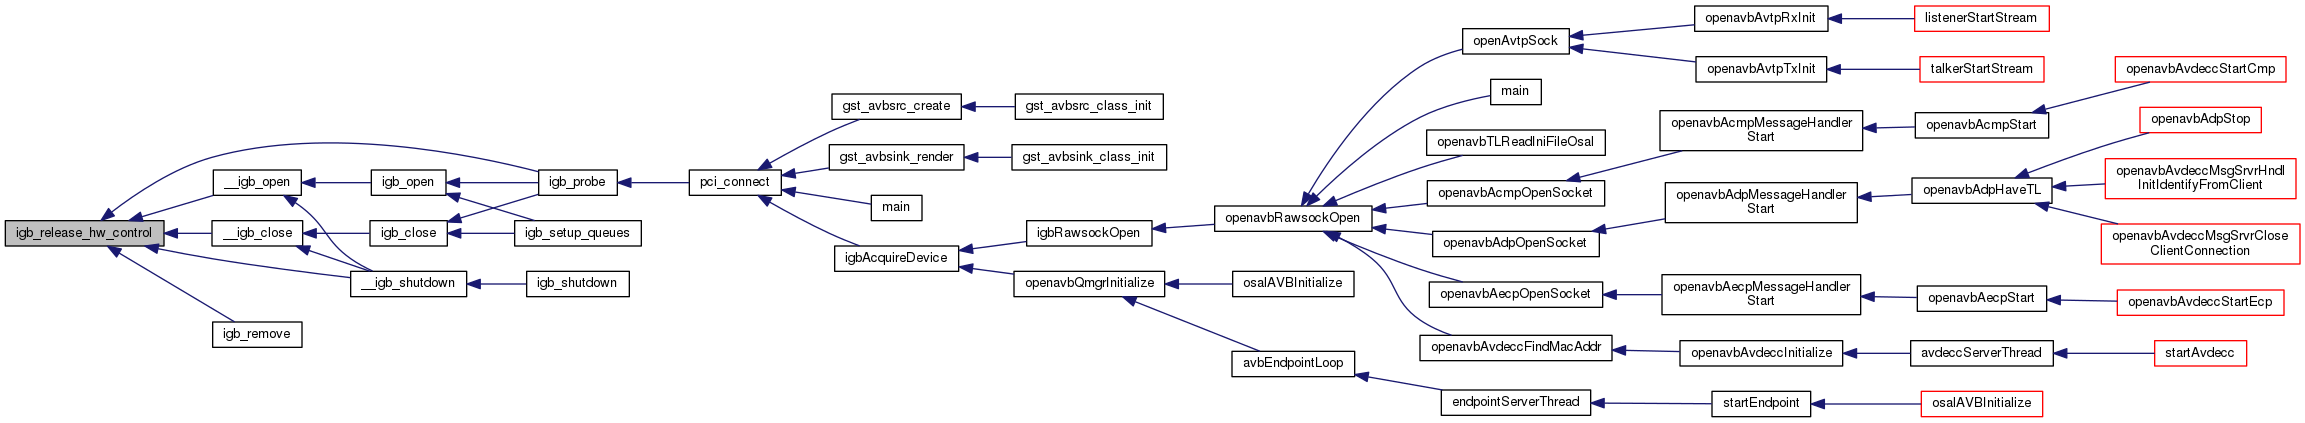 igb_release_hw_control
__igb_open
__igb_close
igb_remove
igb_open
igb_close
__igb_shutdown
igb_probe
igb_setup_queues
igb_shutdown
pci_connect
gst_avbsrc_create
gst_avbsink_render
main
igbAcquireDevice
gst_avbsrc_class_init
gst_avbsink_class_init
igbRawsockOpen
openavbQmgrInitialize
openavbRawsockOpen
osalAVBInitialize
avbEndpointLoop
openAvtpSock
main
openavbTLReadIniFileOsal
openavbAcmpOpenSocket
openavbAdpOpenSocket
openavbAecpOpenSocket
openavbAvdeccFindMacAddr
endpointServerThread
openavbAvtpRxInit
openavbAvtpTxInit
openavbAcmpMessageHandler
Start
openavbAdpMessageHandler
Start
openavbAecpMessageHandler
Start
openavbAvdeccInitialize
startEndpoint
listenerStartStream
talkerStartStream
openavbAcmpStart
openavbAdpHaveTL
openavbAecpStart
avdeccServerThread
osalAVBInitialize
openavbAvdeccStartCmp
openavbAdpStop
openavbAvdeccMsgSrvrHndl
InitIdentifyFromClient
openavbAvdeccMsgSrvrClose
ClientConnection
openavbAvdeccStartEcp
startAvdecc